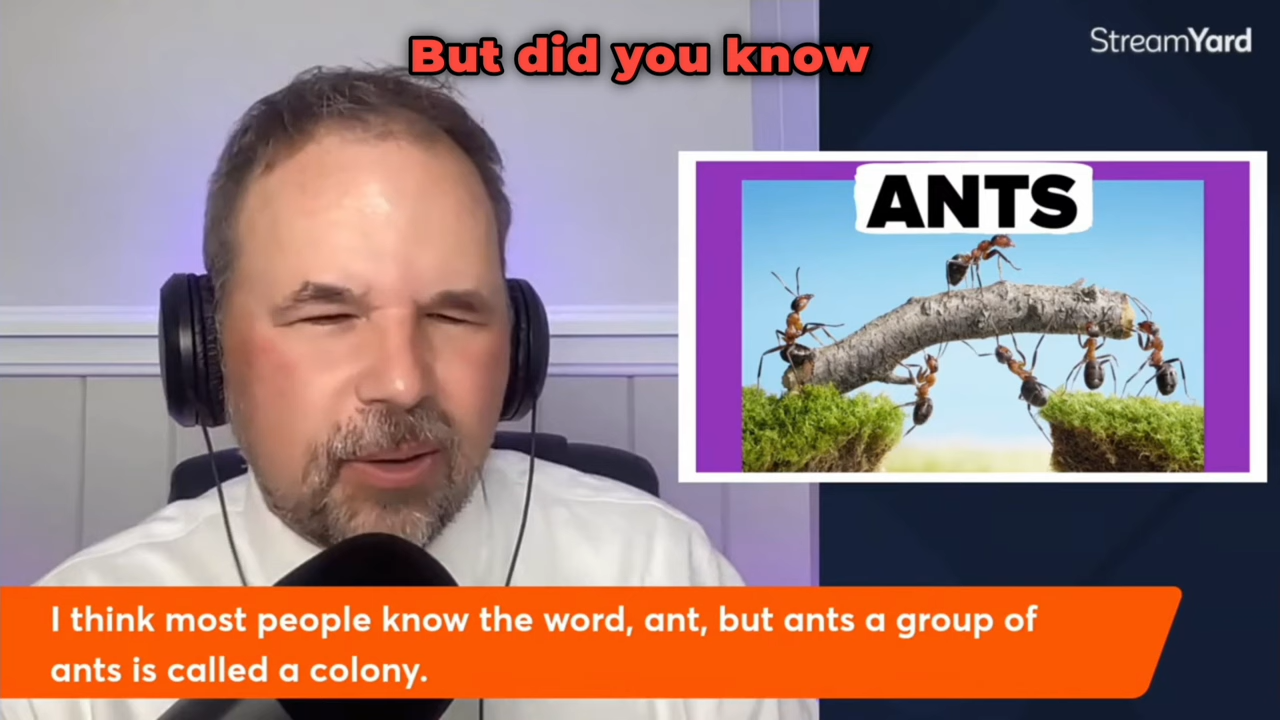 But did you know
StreamYard
ANTS
I think most people know the word, ant, but ants a group of
ants is called a colony.